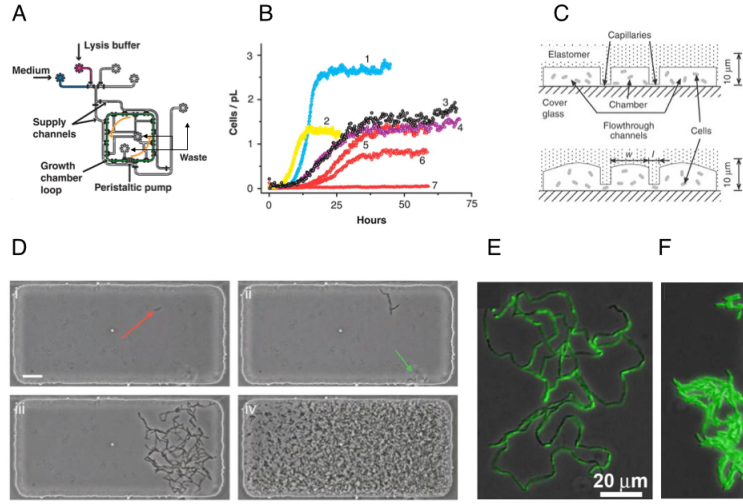 A
Lysis buffer
Medium
Supply
channels
Waste
Growth
chamber
loop
Peristaltic pump
B
Cells / pL
3
2
1
0
0
25
50
75
Hours
1
2
3
4
5
6
7
C
Capillaries
Elastomer
10 μm
Cover
glass
Chamber
Flowthrough
channels
Cells
w
l
10 μm
D
i
ii
iii
iv
E
20 μm
F